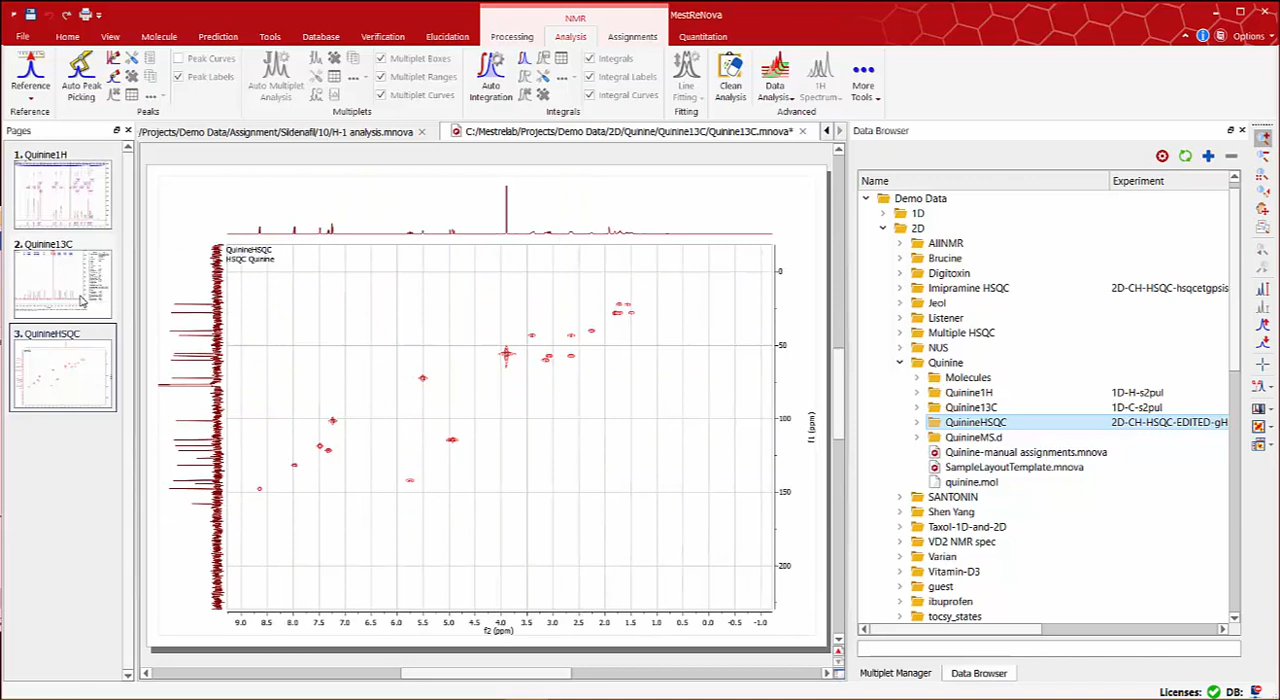 NMR
MestReNova
File
Home
View
Molecule
Prediction
Tools
Database
Verification
Elucidation
Processing
Analysis
Assignments
Quantitation
Options
Reference
Auto Peak
Picking
Peak Curves
Peak Labels
Auto Multiplet
Analysis
Multiplet Boxes
Multiplet Ranges
Multiplet Curves
Auto
Integration
Integrals
Integral Labels
Integral Curves
Line
Fitting
Clean
Analysis
Data
Analysis
1H
Spectrum
More
Tools
Reference
Peaks
Multiplets
Integrals
Fitting
Advanced
Pages
/Projects/Demo Data/Assignment/Sildenafil/10/H-1 analysis.mnova
C:/Mestrelab/Projects/Demo Data/2D/Quinine/Quinine13C/Quinine13C.mnova*
Data Browser
1. Quinine1H
2. Quinine13C
3. QuinineHSQC
QuinineHSQC
HSQC Quinine
0
50
100
150
200
f1 (ppm)
9.0 8.5 8.0 7.5 7.0 6.5 6.0 5.5 5.0 4.5 4.0 3.5 3.0 2.5 2.0 1.5 1.0 0.5 0.0 -0.5 -1.0
f2 (ppm)
Name
Experiment
Demo Data
1D
2D
AllNMR
Brucine
Digitoxin
Imipramine HSQC 2D-CH-HSQC-hsqcetgpsis
Jeol
Listener
Multiple HSQC
NUS
Quinine
Molecules
Quinine1H 1D-H-s2pul
Quinine13C 1D-C-s2pul
QuinineHSQC 2D-CH-HSQC-EDITED-gH
QuinineMS.d
Quinine-manual assignments.mnova
SampleLayoutTemplate.mnova
quinine.mol
SANTONIN
Shen Yang
Taxol-1D-and-2D
VD2 NMR spec
Varian
Vitamin-D3
guest
ibuprofen
tocsy_states
Multiplet Manager
Data Browser
Licenses:
DB: